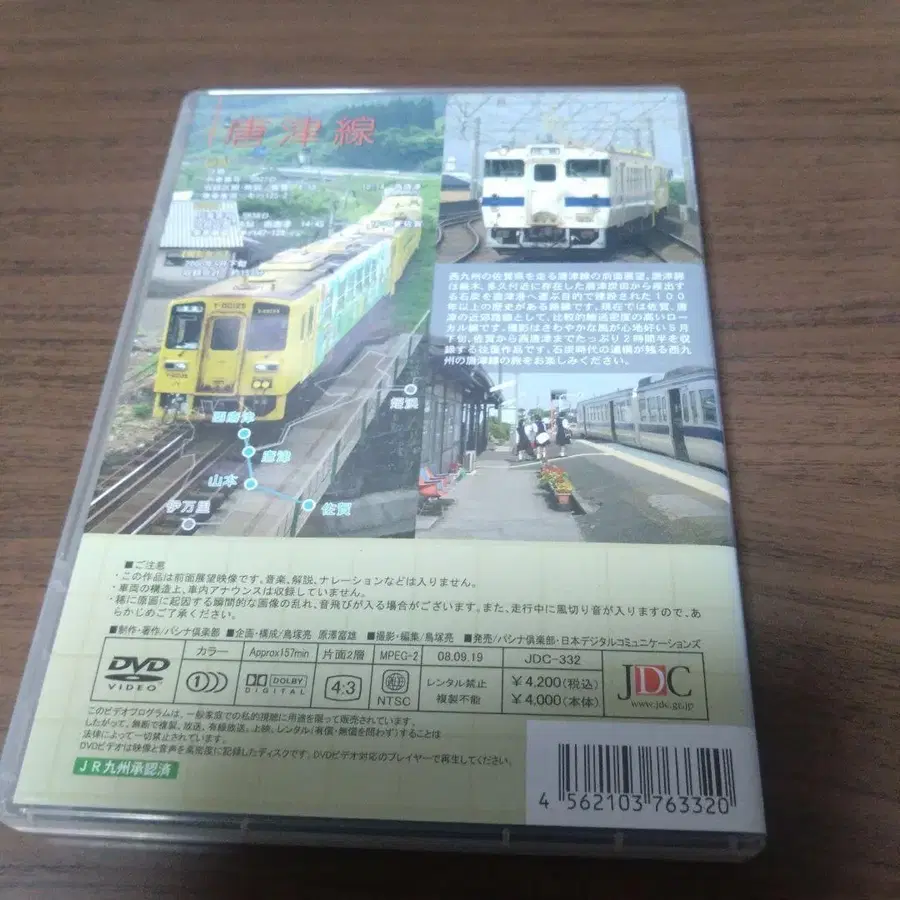 唐津線
西九州の佐賀県を走る唐津線の前面展望。唐津線
は厳木、多久付近に存在した唐津炭田から産出す
る石炭を唐津港へ運ぶ目的で建設された100
年以上の歴史がある路線です。現在では佐賀、唐
津の近郊路線として、比較的輸送密度の高いロー
カル線です。撮影はさわやかな風が心地好い5月
下旬、佐賀から西唐津までたっぷり2時間半を収
録する注目作品です。石炭時代の遺構が残る西九
州の唐津線の旅をお楽しみください。
姪浜
西唐津
唐津
山本
佐賀
伊万里
■ご注意
・この作品は前面展望映像です。音楽、解説、ナレーションなどは入りません。
・車両の構造上、車内アナウンスは収録していません。
・稀に原画に起因する瞬間的な画像の乱れ、音飛びが入る場合がございます。また、走行中に風切り音が入りますので、あ
らかじめご了承ください。
■制作・著作/パシナ倶楽部 ■企画・構成/鳥塚亮 原澤富雄 ■撮影・編集/鳥塚亮 ■発売/パシナ倶楽部・日本デジタルコミュニケーションズ
DVD VIDEO
カラー Approx157min 片面2層 MPEG-2 08.09.19 JDC-332
DOLBY DIGITAL 4:3 NTSC
レンタル禁止 ¥4,200(税込)
複製不能 ¥4,000(本体)
JDC
www.jdc.gr.jp
このビデオプログラムは、一般家庭での私的視聴に用途を限って販売されています。
したがって、無断で複製、放送、有線放送、上映、レンタル(有償・無償を問わず)することは
法律によって一切禁止されています。
DVDビデオは映像と音声を高密度に記録したディスクです。DVDビデオ対応のプレイヤーで再生してください。
JR九州承認済
4 562103 763320